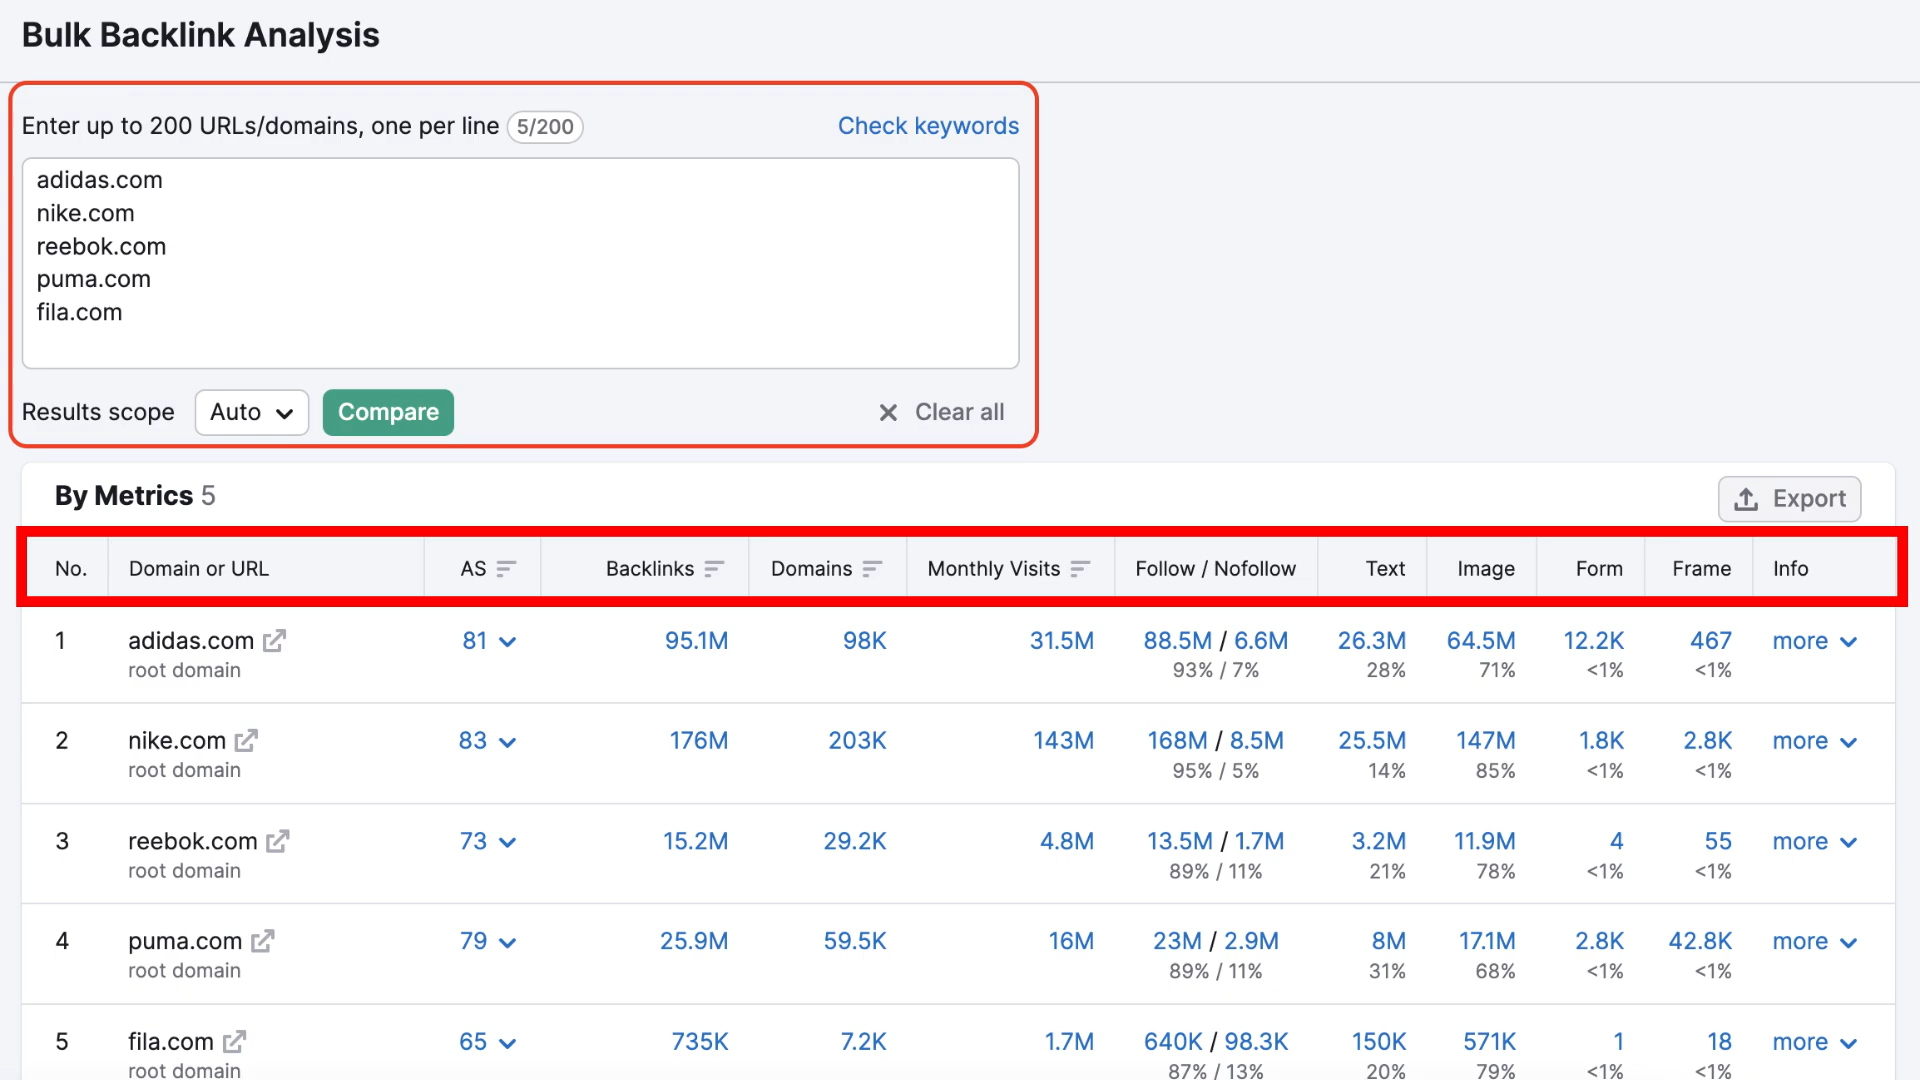 Bulk Backlink Analysis
Enter up to 200 URLs/domains, one per line 5/200 Check keywords
adidas.com
nike.com
reebok.com
puma.com
fila.com
Results scope Auto Compare Clear all
By Metrics 5 Export
No. Domain or URL AS Backlinks Domains Monthly Visits Follow / Nofollow Text Image Form Frame Info
1 adidas.com 81 95.1M 98K 31.5M 88.5M / 6.6M 26.3M 64.5M 12.2K 467 more
root domain 93% / 7% 28% 71% <1% <1%
2 nike.com 83 176M 203K 143M 168M / 8.5M 25.5M 147M 1.8K 2.8K more
root domain 95% / 5% 14% 85% <1% <1%
3 reebok.com 73 15.2M 29.2K 4.8M 13.5M / 1.7M 3.2M 11.9M 4 55 more
root domain 89% / 11% 21% 78% <1% <1%
4 puma.com 79 25.9M 59.5K 16M 23M / 2.9M 8M 17.1M 2.8K 42.8K more
root domain 89% / 11% 31% 68% <1% <1%
5 fila.com 65 735K 7.2K 1.7M 640K / 98.3K 150K 571K 1 18 more
root domain 87% / 13% 20% 79% <1% <1%